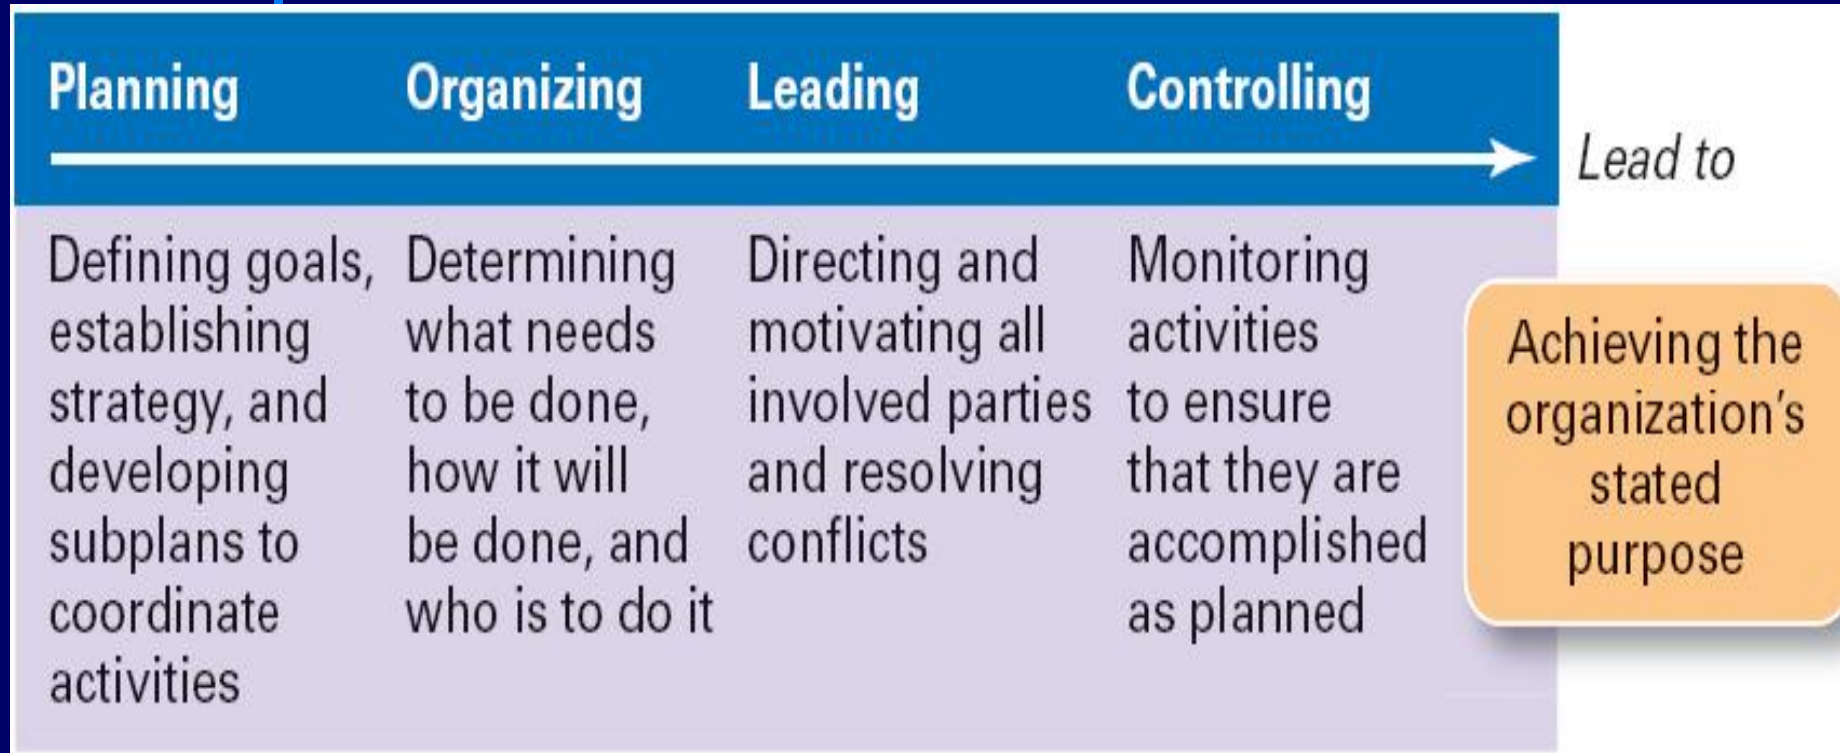 Planning
Organizing
Leading
Controlling
Lead to
Defining goals,
establishing
strategy, and
developing
subplans to
coordinate
activities
Determining
what needs
to be done,
how it will
be done, and
who is to do it
Directing and
motivating all
involved parties
and resolving
conflicts
Monitoring
activities
to ensure
that they are
accomplished
as planned
Achieving the
organization's
stated
purpose